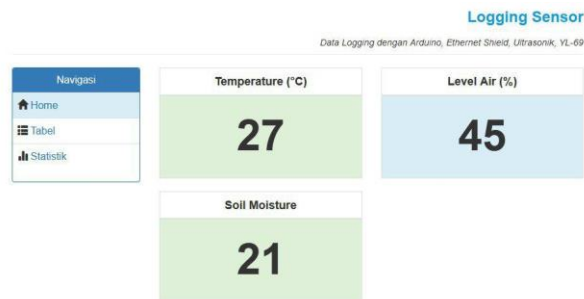 Logging Sensor
Data Logging dengan Arduino, Ethernet Shield, Ultrasonik, YL-69
Navigasi
Home
Tabel
Statistik
Temperature (°C)
27
Level Air (%)
45
Soil Moisture
21